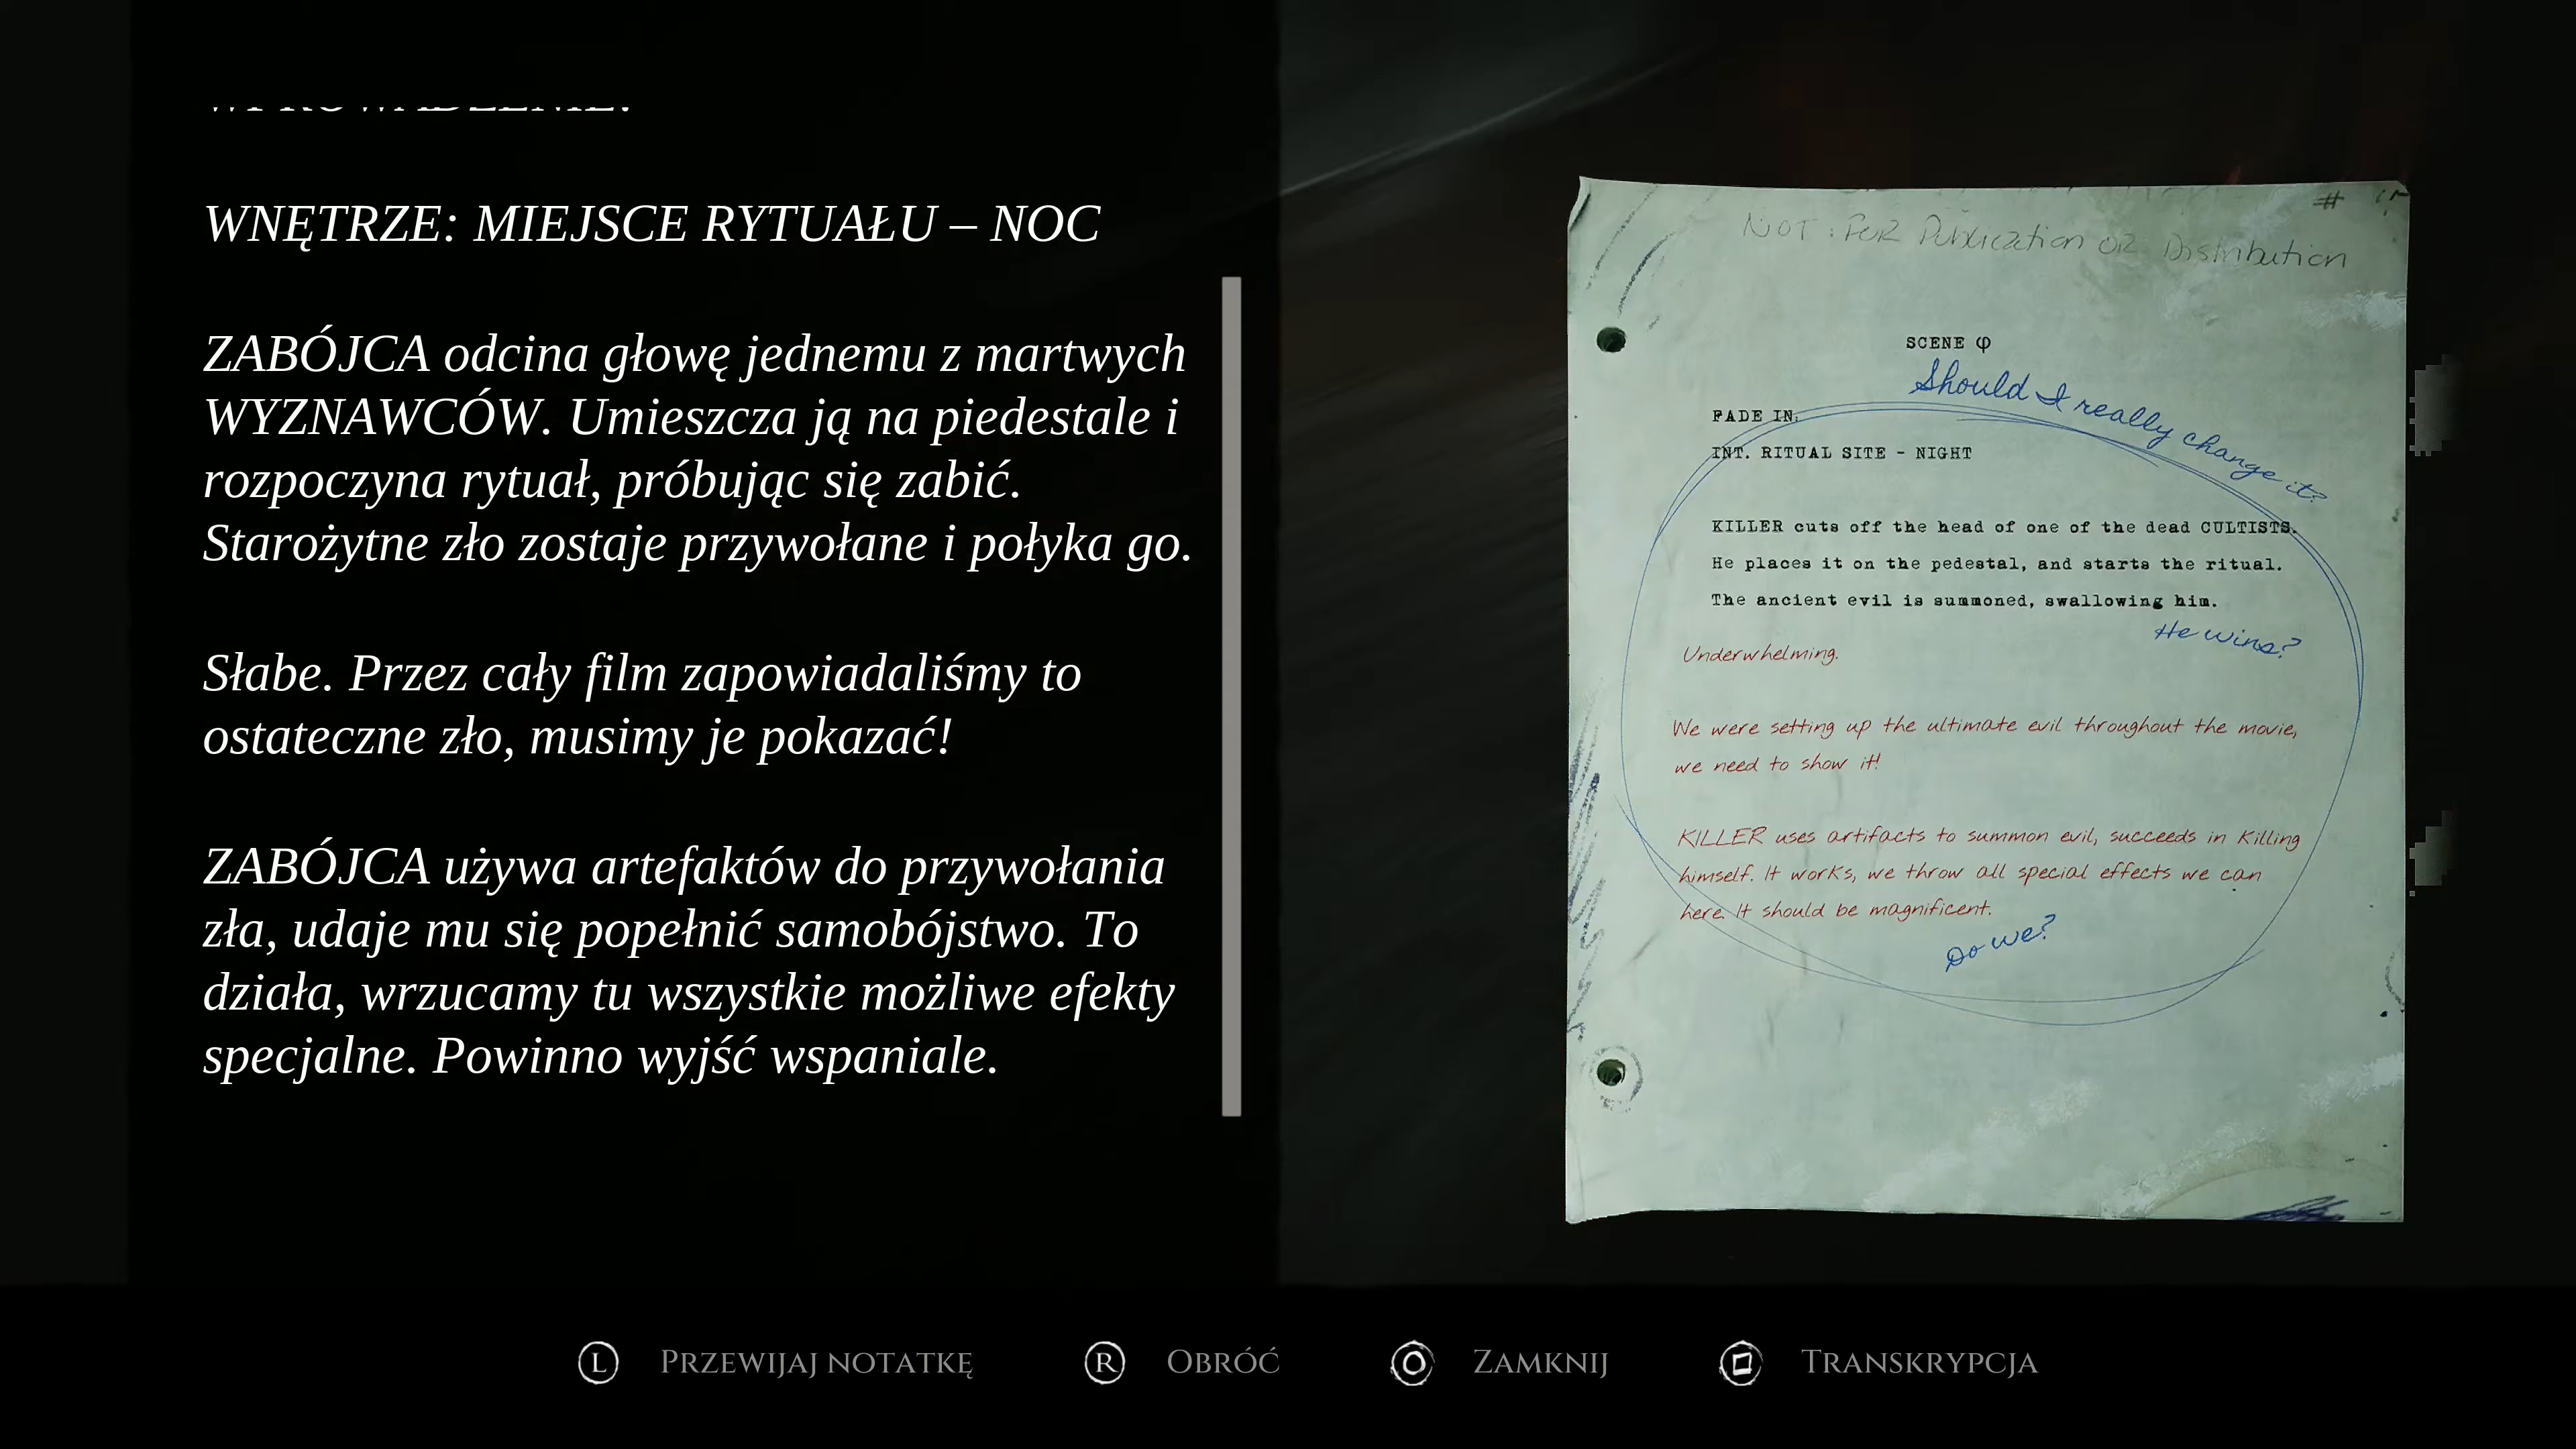 WPROWADZENIE:
WNĘTRZE: MIEJSCE RYTUAŁU – NOC
ZABÓJCA odcina głowę jednemu z martwych
WYZNAWCÓW. Umieszcza ją na piedestale i
rozpoczyna rytuał, próbując się zabić.
Starożytne zło zostaje przywołane i połyka go.
Słabe. Przez cały film zapowiadaliśmy to
ostateczne zło, musimy je pokazać!
ZABÓJCA używa artefaktów do przywołania
zła, udaje mu się popełnić samobójstwo. To
działa, wrzucamy tu wszystkie możliwe efekty
specjalne. Powinno wyjść wspaniale.
#
NOT: FOR Publication OR Distribution
SCENE φ
Should I really change it?
FADE IN:
INT. RITUAL SITE - NIGHT
KILLER cuts off the head of one of the dead CULTISTS.
He places it on the pedestal, and starts the ritual.
The ancient evil is summoned, swallowing him.
He wins?
Underwhelming.
We were setting up the ultimate evil throughout the movie,
we need to show it!
KILLER uses artifacts to summon evil, succeeds in killing
himself. It works, we throw all special effects we can
here. It should be magnificent.
Do we?
L PRZEWIJAJ NOTATKĘ R OBRÓĆ ZAMKNIJ TRANSKRYPCJA